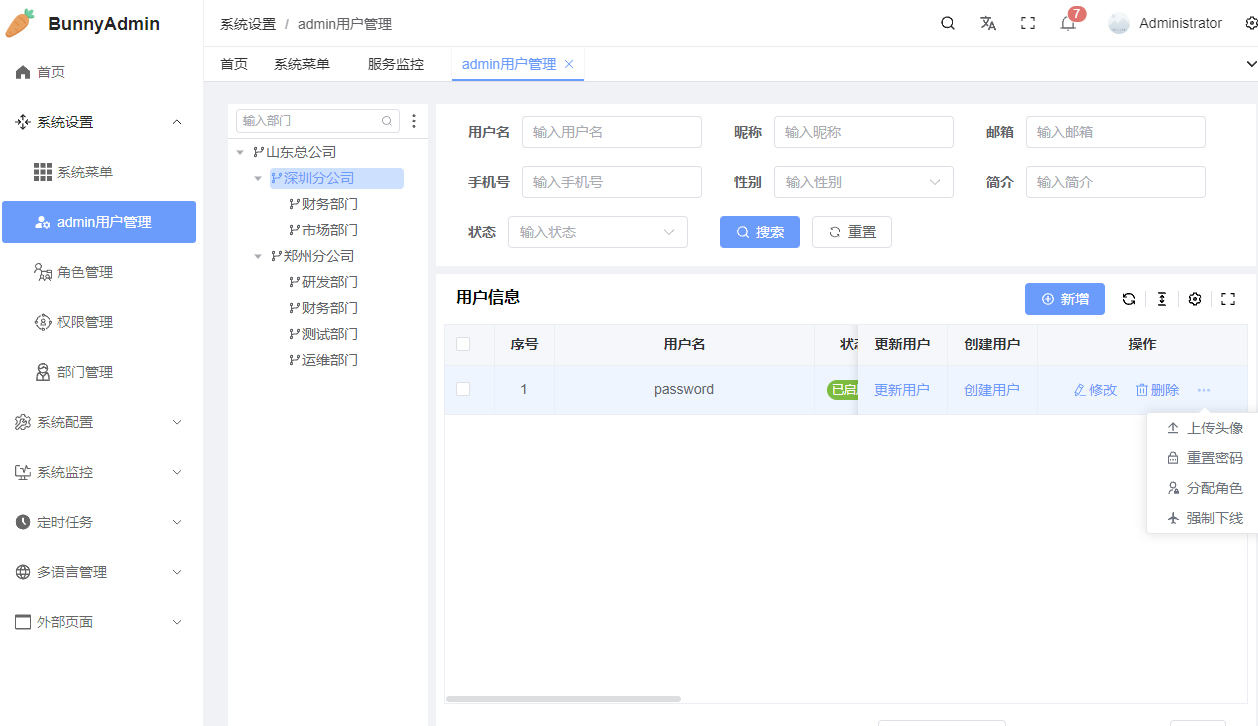 BunnyAdmin
首页
系统设置
系统菜单
admin用户管理
角色管理
权限管理
部门管理
系统配置
系统监控
定时任务
多语言管理
外部页面
系统设置 / admin用户管理
7
Administrator
首页 系统菜单 服务监控 admin用户管理
输入部门
山东总公司
深圳分公司
财务部门
市场部门
郑州分公司
研发部门
财务部门
测试部门
运维部门
用户名 输入用户名 昵称 输入昵称 邮箱 输入邮箱
手机号 输入手机号 性别 输入性别 简介 输入简介
状态 输入状态 搜索 重置
用户信息 新增
序号 用户名 更新用户 创建用户 操作
1 password 已启 更新用户 创建用户 修改 删除
上传头像
重置密码
分配角色
强制下线